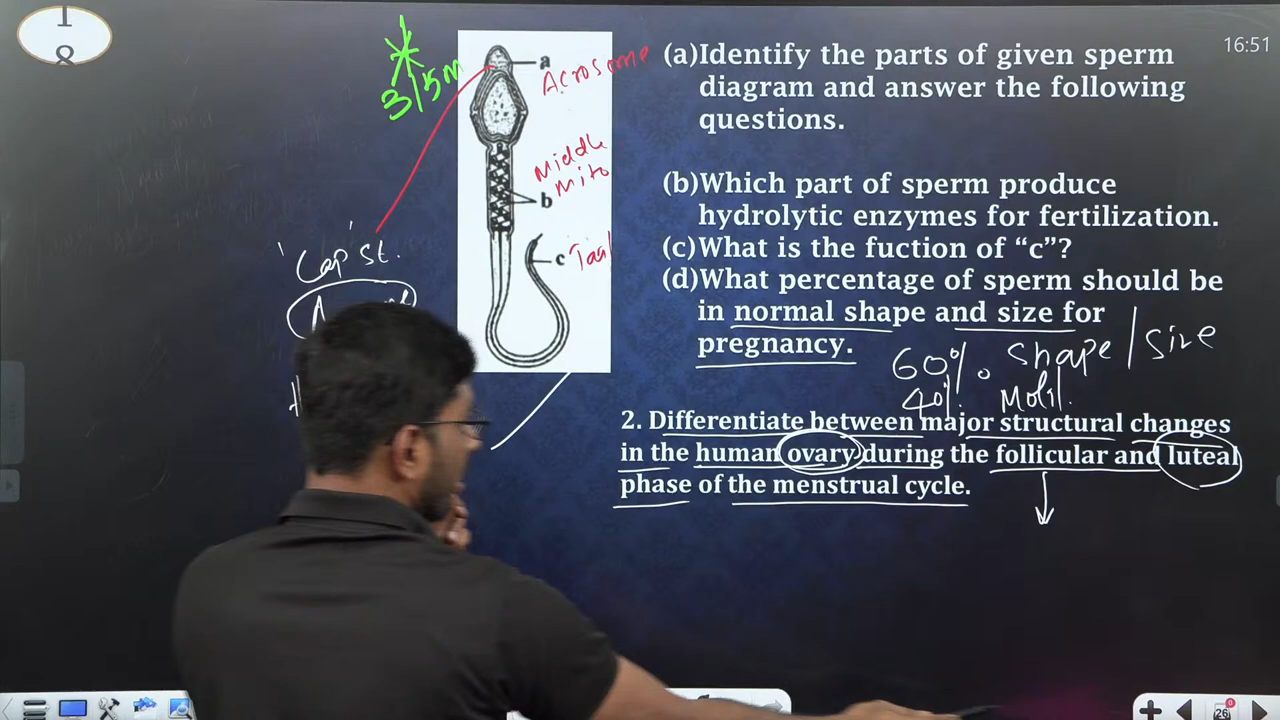 1
8
16:51
3/5M
a
Acrosome
Middle
Mito
b
c Tail
'Cap' st.
(a)Identify the parts of given sperm
diagram and answer the following
questions.
(b)Which part of sperm produce
hydrolytic enzymes for fertilization.
(c)What is the fuction of “c”?
(d)What percentage of sperm should be
in normal shape and size for
pregnancy.
60%. Shape/Size
40%. Motil.
2. Differentiate between major structural changes
in the human ovary during the follicular and luteal
phase of the menstrual cycle.
26